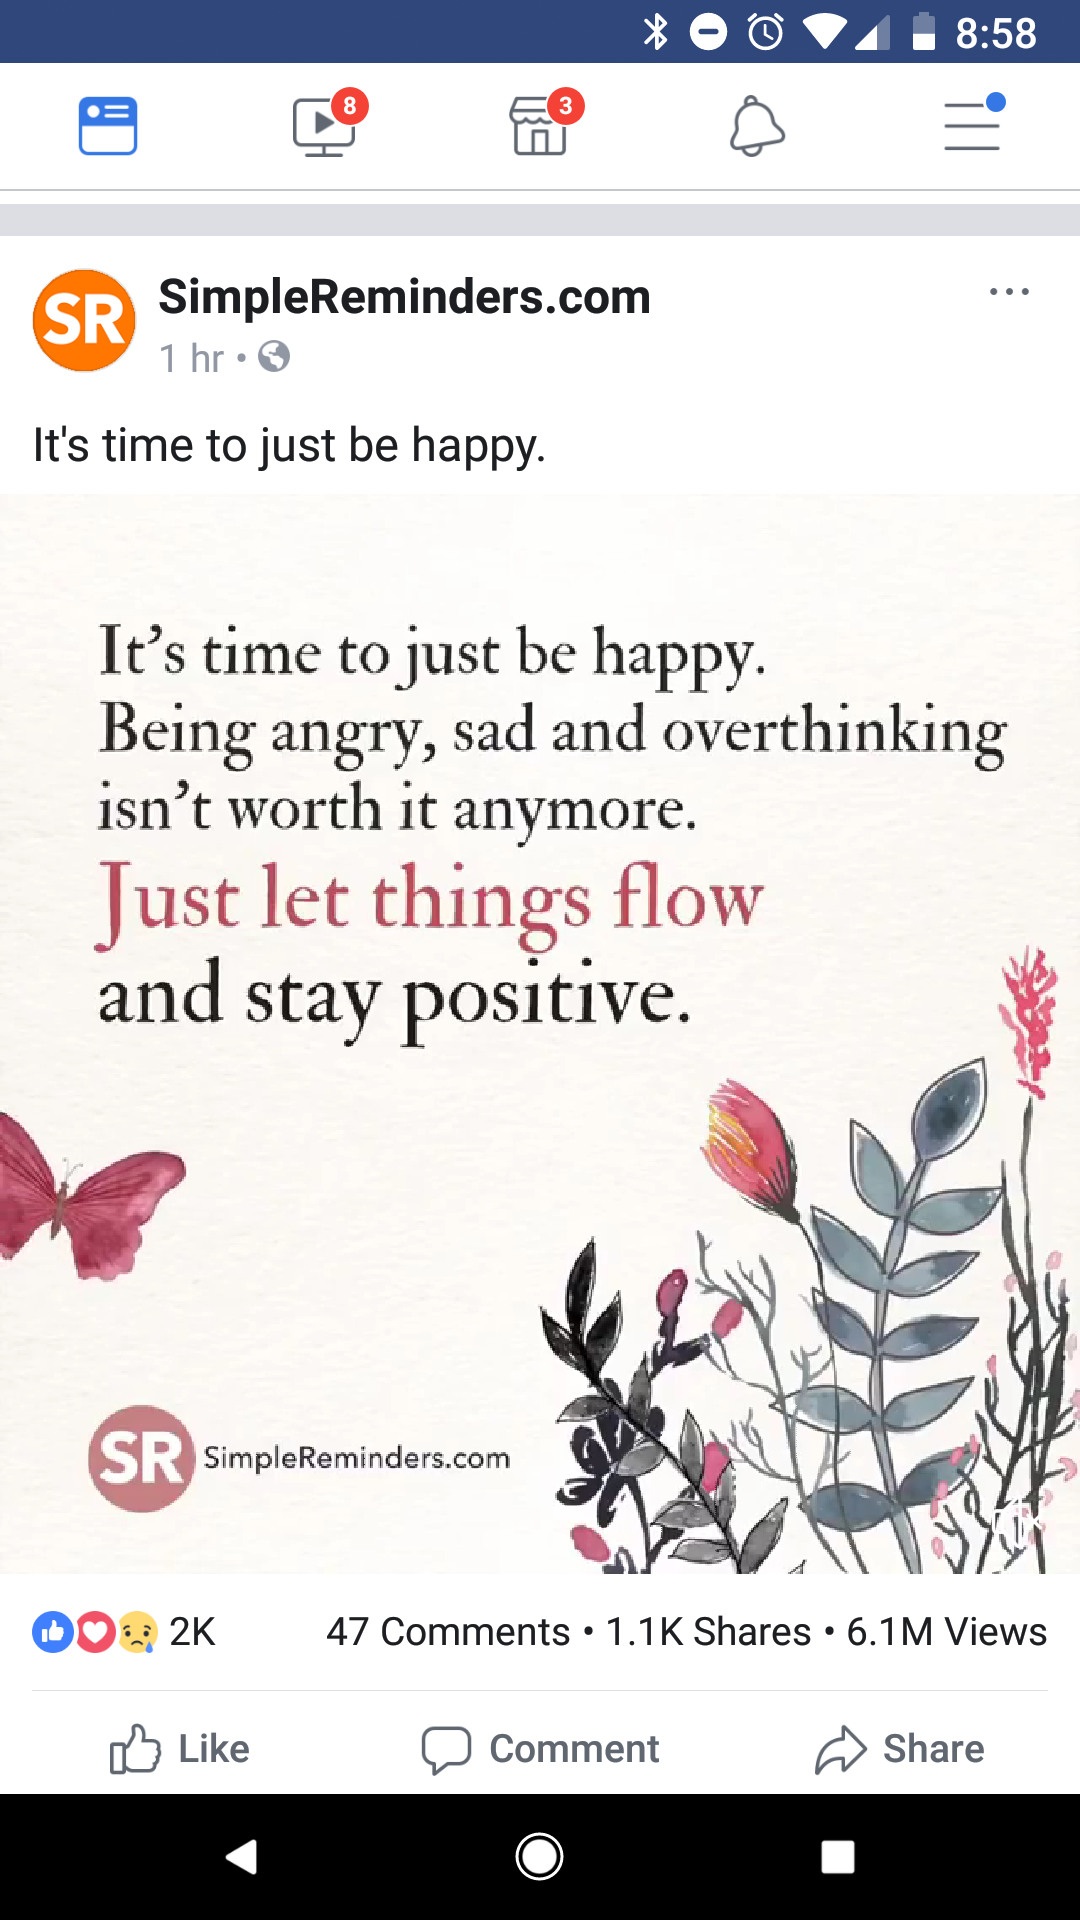 8:58
8
3
SR
SimpleReminders.com
1 hr •
It's time to just be happy.
It’s time to just be happy.
Being angry, sad and overthinking
isn’t worth it anymore.
Just let things flow
and stay positive.
SR SimpleReminders.com
2K 47 Comments • 1.1K Shares • 6.1M Views
Like Comment Share